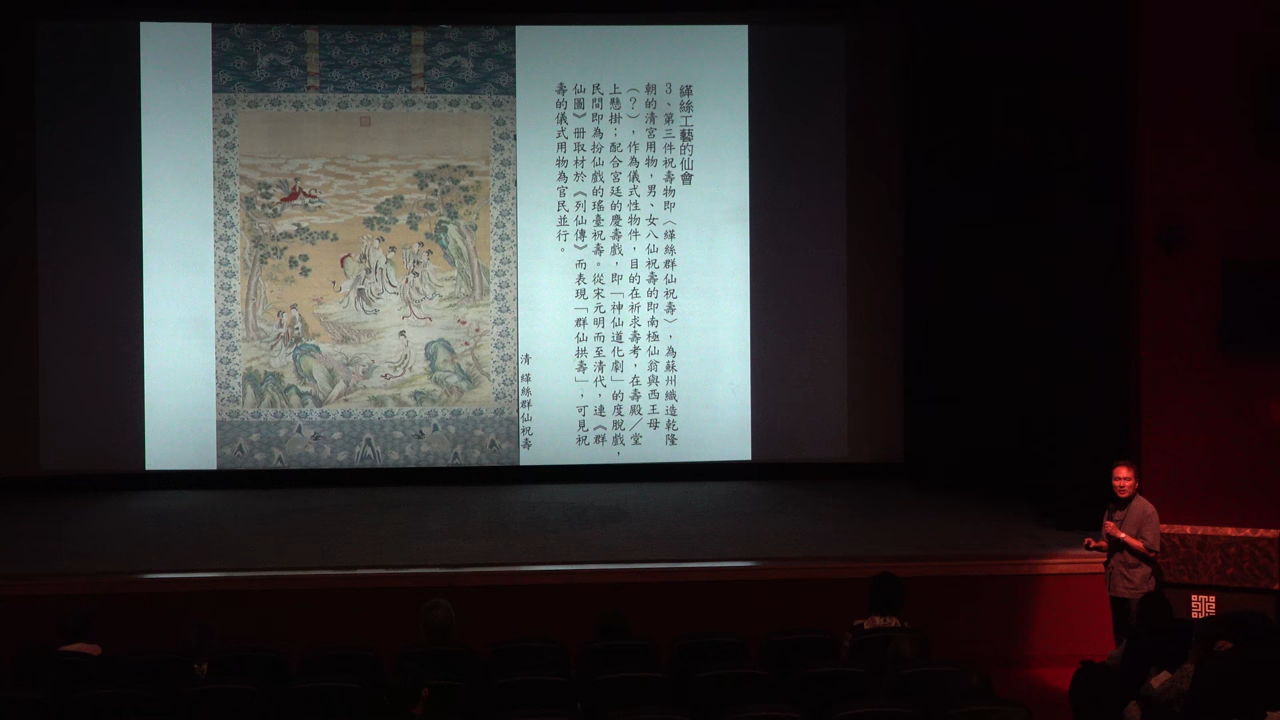 緙絲工藝的仙會
3、第三件祝壽物即〈緙絲群仙祝壽〉，為蘇州織造乾隆
朝的清宮用物，男、女八仙祝壽的即南極仙翁與西王母
（？），作為儀式性物件，目的在祈求壽考，在壽殿／堂
上懸掛；配合宮廷的慶壽戲，即「神仙道化劇」的度脫戲，
民間即為扮仙戲的瑤臺祝壽。從宋元明而至清代，連《群
仙圖》冊取材於《列仙傳》而表現「群仙拱壽」，可見祝
壽的儀式用物為官民並行。
清 緙絲群仙祝壽